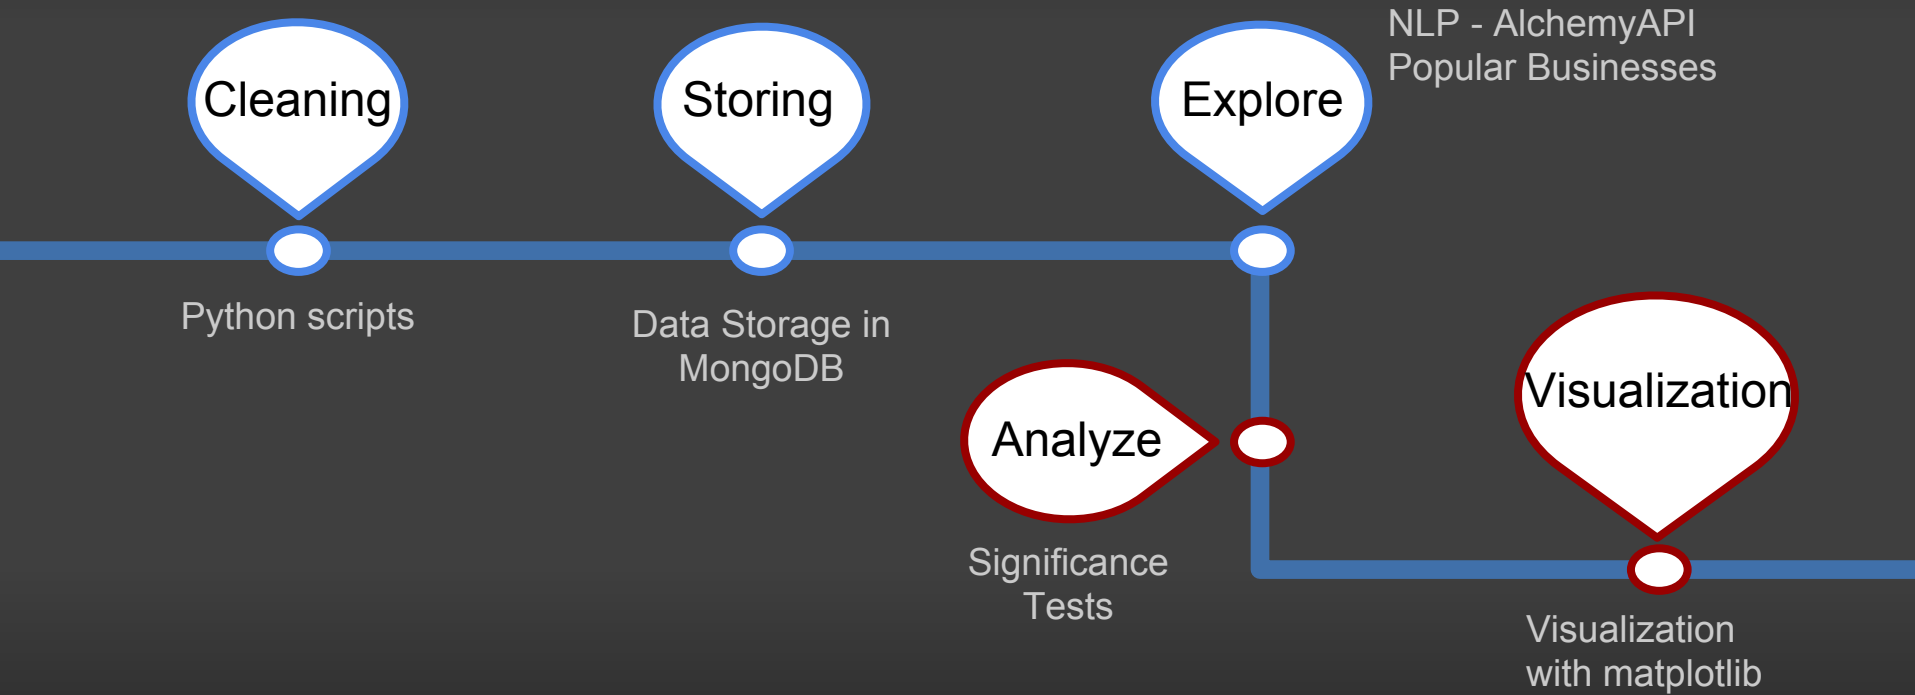 Cleaning
Python scripts
Storing
Data Storage in
MongoDB
Explore
NLP - AlchemyAPI
Popular Businesses
Analyze
Significance
Tests
Visualization
Visualization
with matplotlib